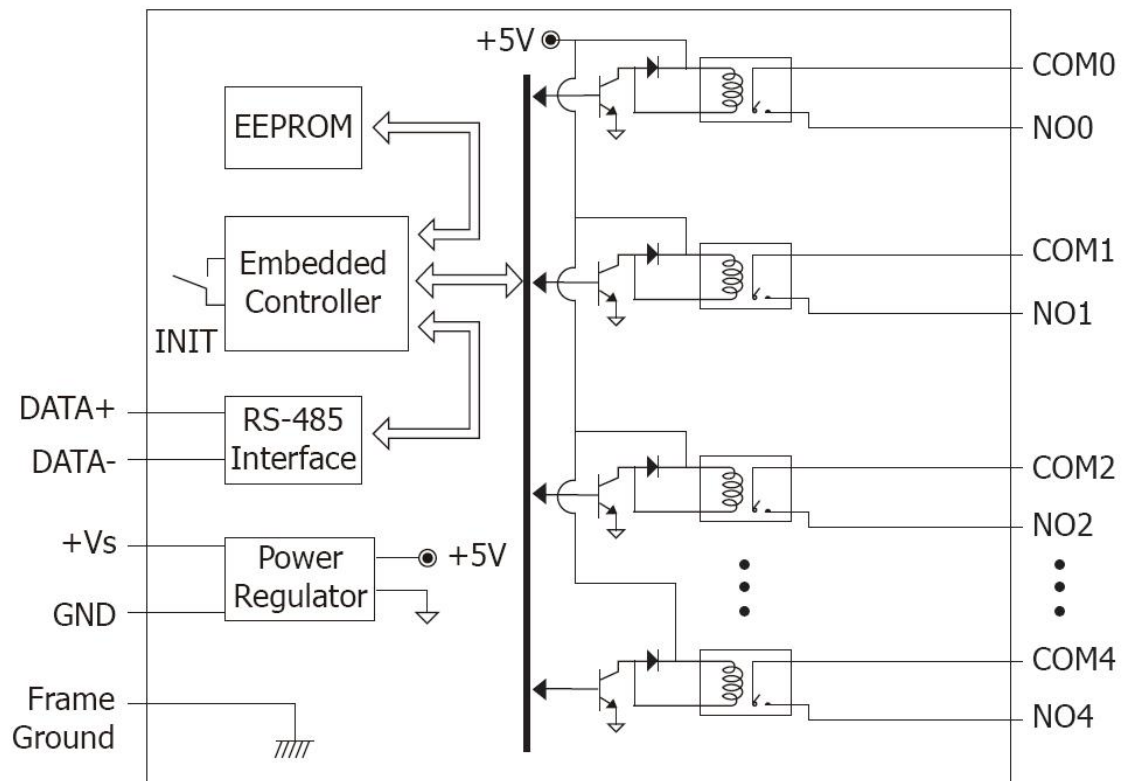 +5V
EEPROM
Embedded
Controller
INIT
DATA+
DATA-
RS-485
Interface
+Vs
GND
Power
Regulator
+5V
Frame
Ground
COM0
NO0
COM1
NO1
COM2
NO2
COM4
NO4